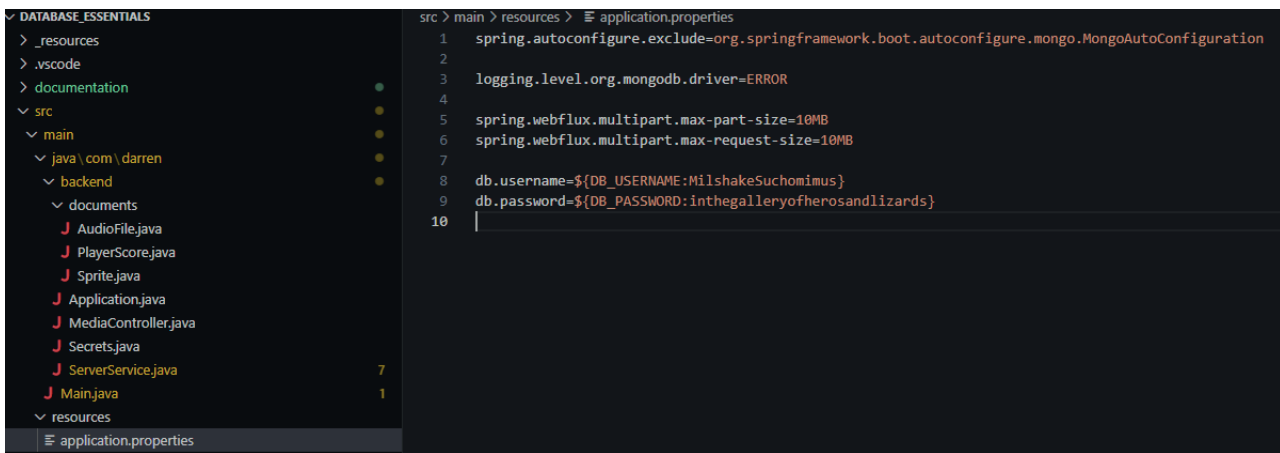 DATABASE_ESSENTIALS
_resources
.vscode
documentation
src
main
java\com\darren
backend
documents
AudioFile.java
PlayerScore.java
Sprite.java
Application.java
MediaController.java
Secrets.java
ServerService.java 7
Main.java 1
resources
application.properties
src > main > resources > application.properties
1 spring.autoconfigure.exclude=org.springframework.boot.autoconfigure.mongo.MongoAutoConfiguration
2
3 logging.level.org.mongodb.driver=ERROR
4
5 spring.webflux.multipart.max-part-size=10MB
6 spring.webflux.multipart.max-request-size=10MB
7
8 db.username=${DB_USERNAME:MilshakeSuchomimus}
9 db.password=${DB_PASSWORD:inthegalleryofherosandlizards}
10